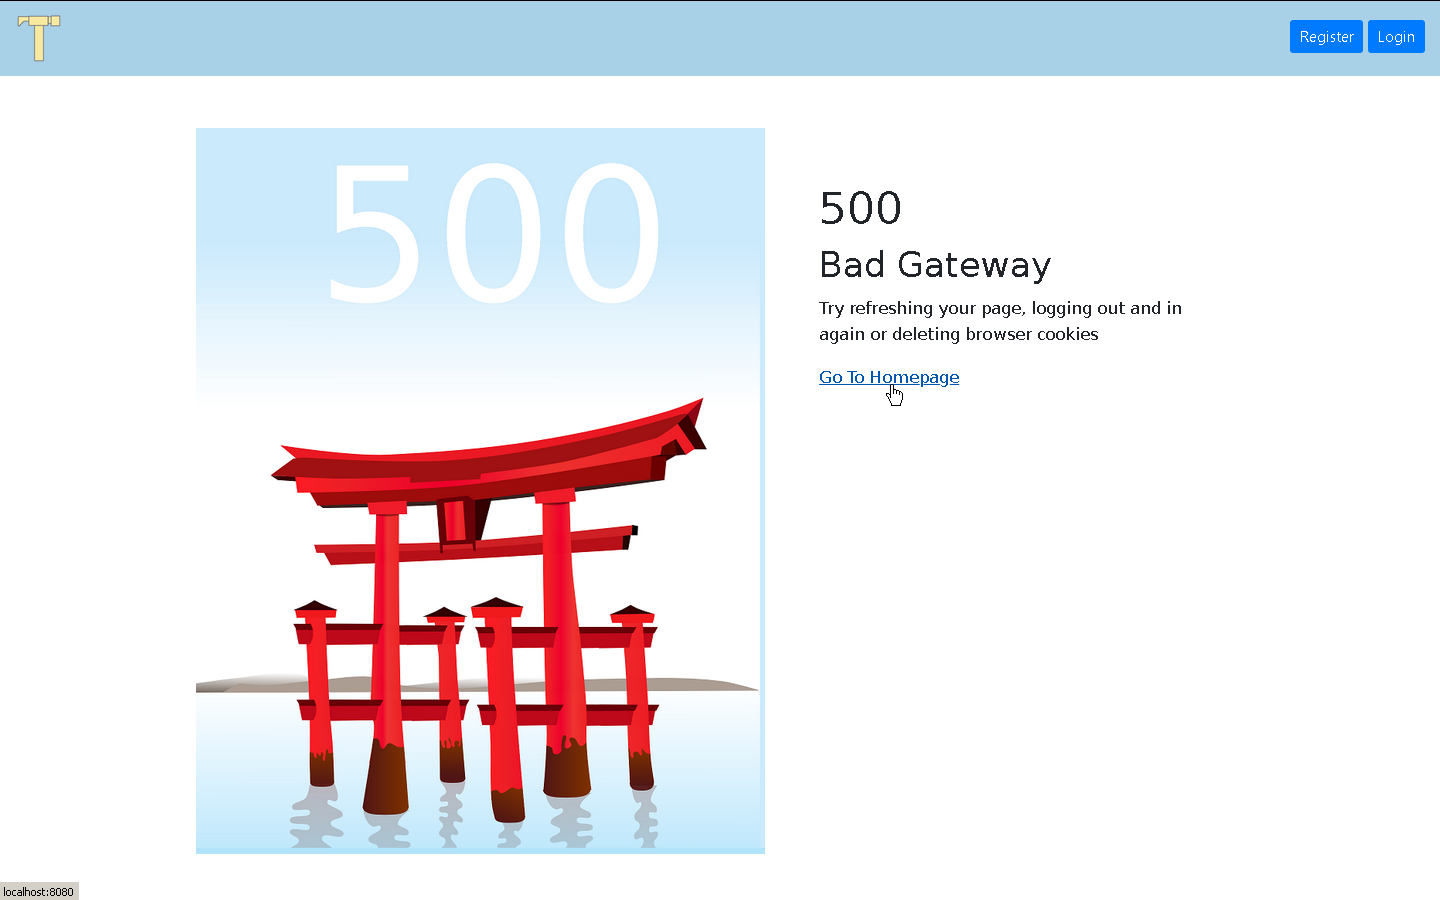 Register Login
500
500
Bad Gateway
Try refreshing your page, logging out and in
again or deleting browser cookies
Go To Homepage
localhost:8080